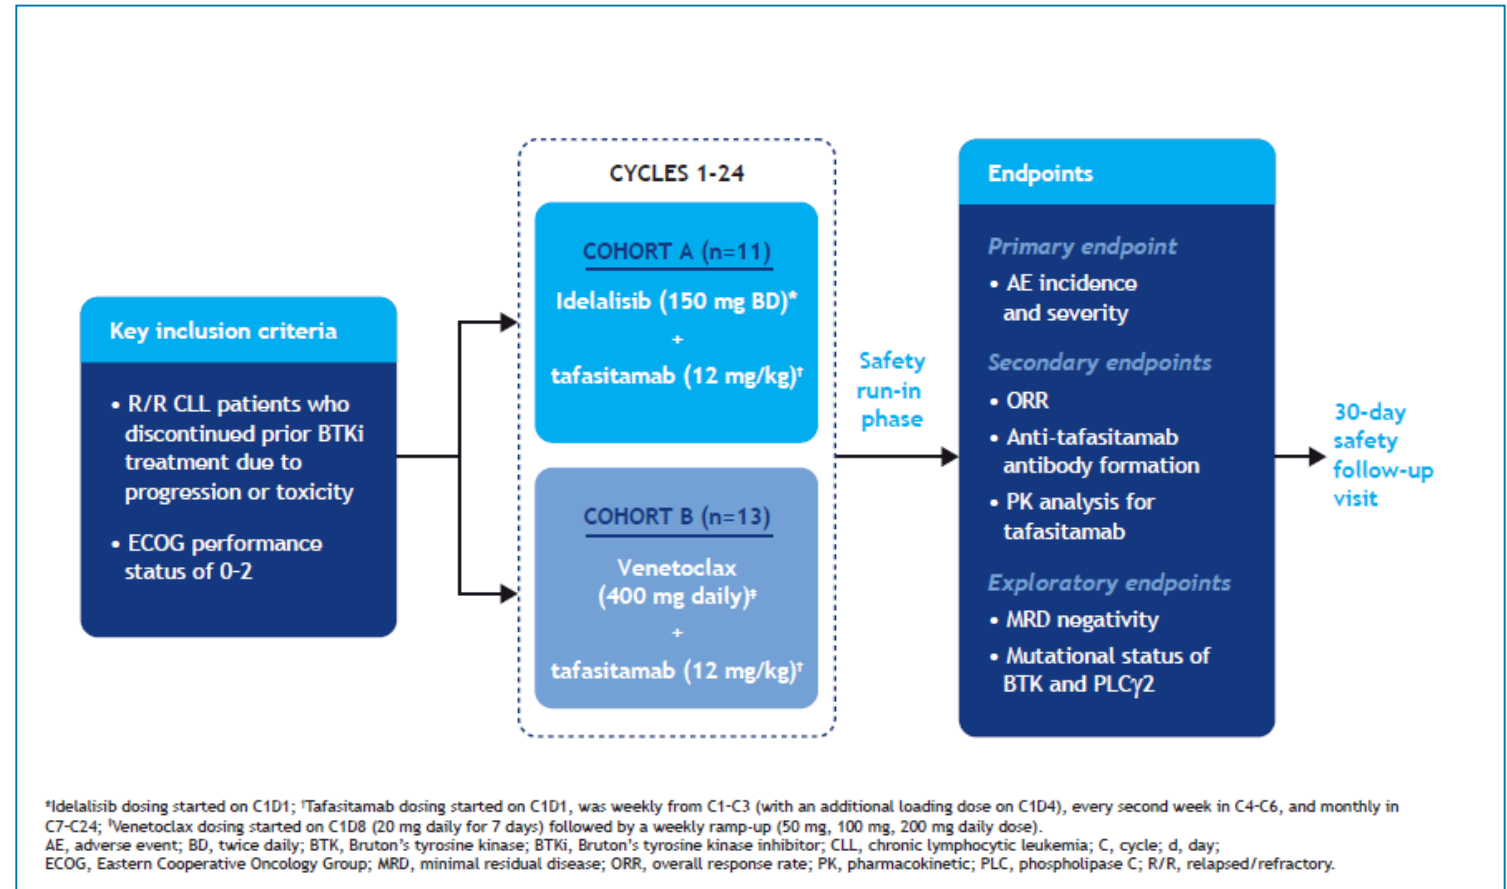 Key inclusion criteria
• R/R CLL patients who
discontinued prior BTKi
treatment due to
progression or toxicity
• ECOG performance
status of 0-2
CYCLES 1-24
COHORT A (n=11)
Idelalisib (150 mg BD)*
+
tafasitamab (12 mg/kg)†
COHORT B (n=13)
Venetoclax
(400 mg daily)‡
+
tafasitamab (12 mg/kg)†
Safety
run-in
phase
Endpoints
Primary endpoint
• AE incidence
and severity
Secondary endpoints
• ORR
• Anti-tafasitamab
antibody formation
• PK analysis for
tafasitamab
Exploratory endpoints
• MRD negativity
• Mutational status of
BTK and PLCγ2
30-day
safety
follow-up
visit
*Idelalisib dosing started on C1D1; †Tafasitamab dosing started on C1D1, was weekly from C1-C3 (with an additional loading dose on C1D4), every second week in C4-C6, and monthly in
C7-C24; ‡Venetoclax dosing started on C1D8 (20 mg daily for 7 days) followed by a weekly ramp-up (50 mg, 100 mg, 200 mg daily dose).
AE, adverse event; BD, twice daily; BTK, Bruton's tyrosine kinase; BTKi, Bruton's tyrosine kinase inhibitor; CLL, chronic lymphocytic leukemia; C, cycle; d, day;
ECOG, Eastern Cooperative Oncology Group; MRD, minimal residual disease; ORR, overall response rate; PK, pharmacokinetic; PLC, phospholipase C; R/R, relapsed/refractory.